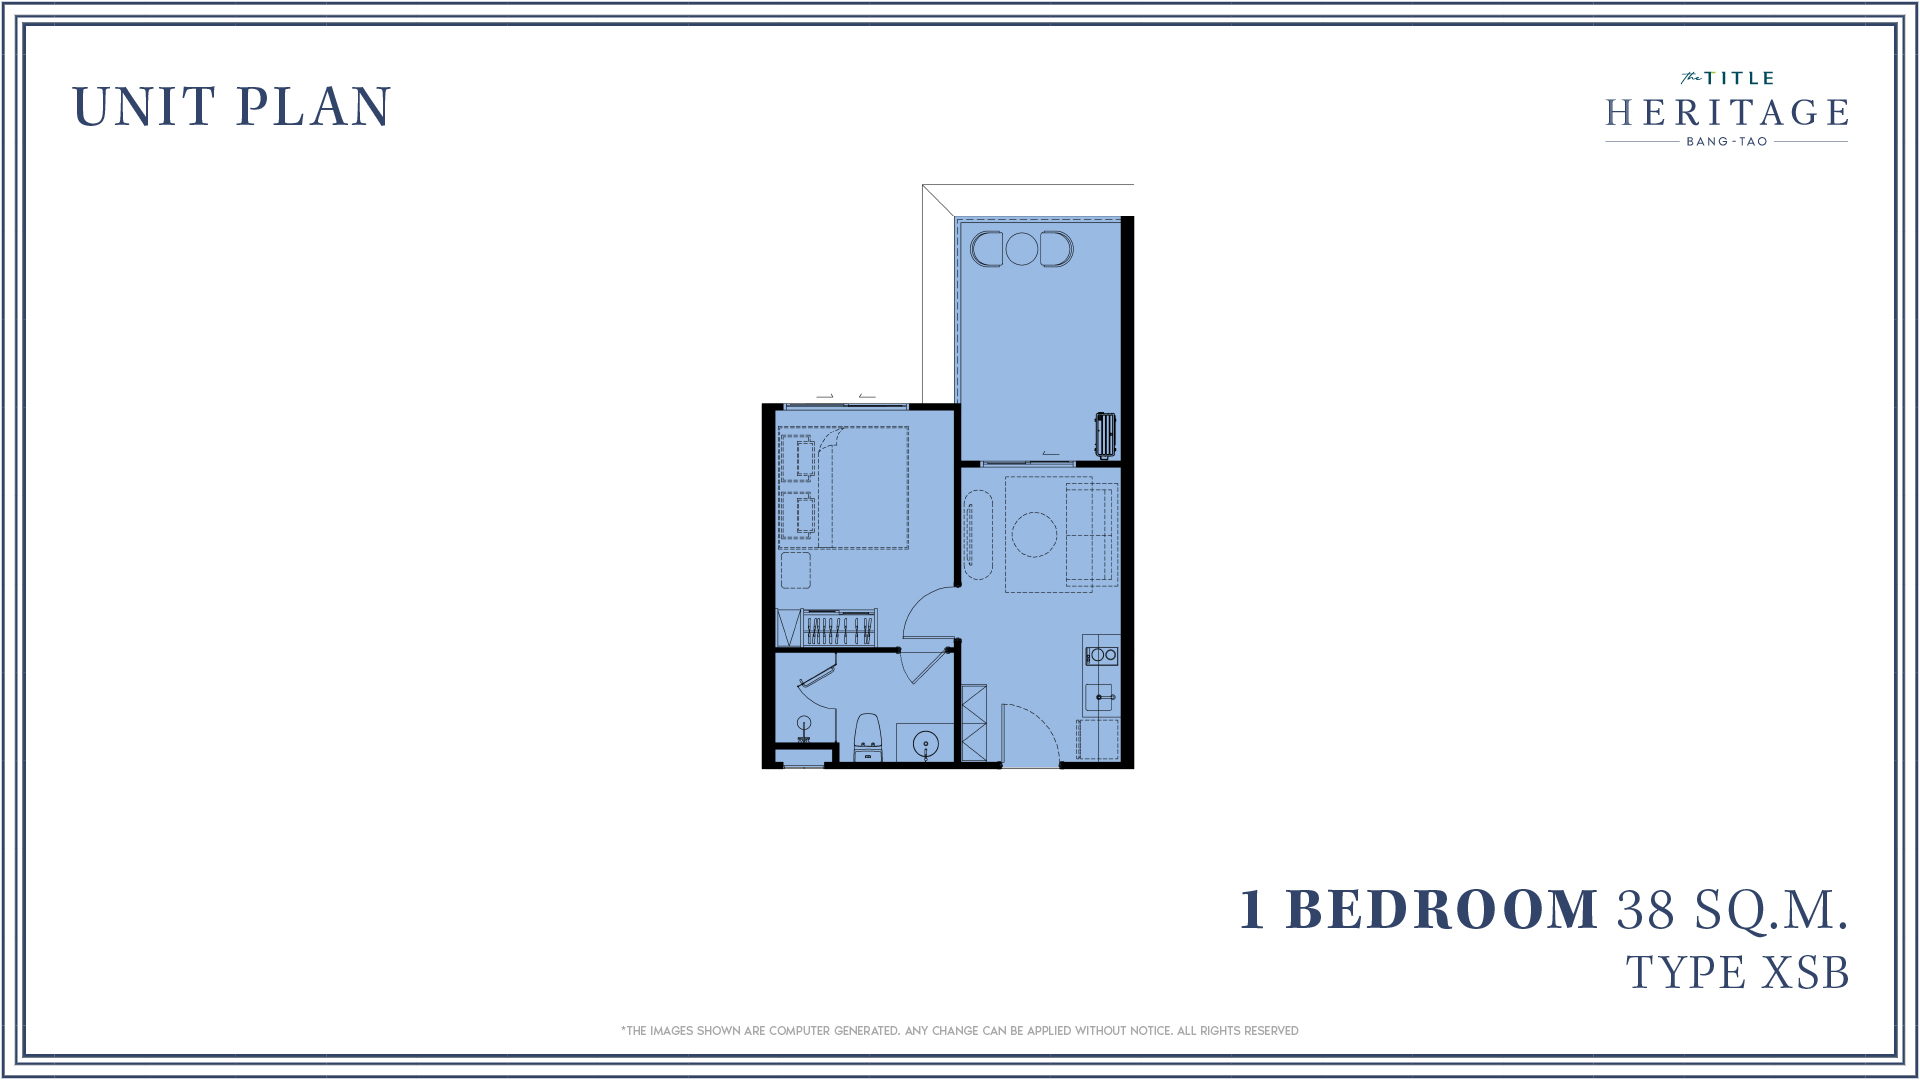 UNIT PLAN
the TITLE
HERITAGE
BANG-TAO
1 BEDROOM 38 SQ.M.
TYPE XSB
*THE IMAGES SHOWN ARE COMPUTER GENERATED. ANY CHANGE CAN BE APPLIED WITHOUT NOTICE. ALL RIGHTS RESERVED